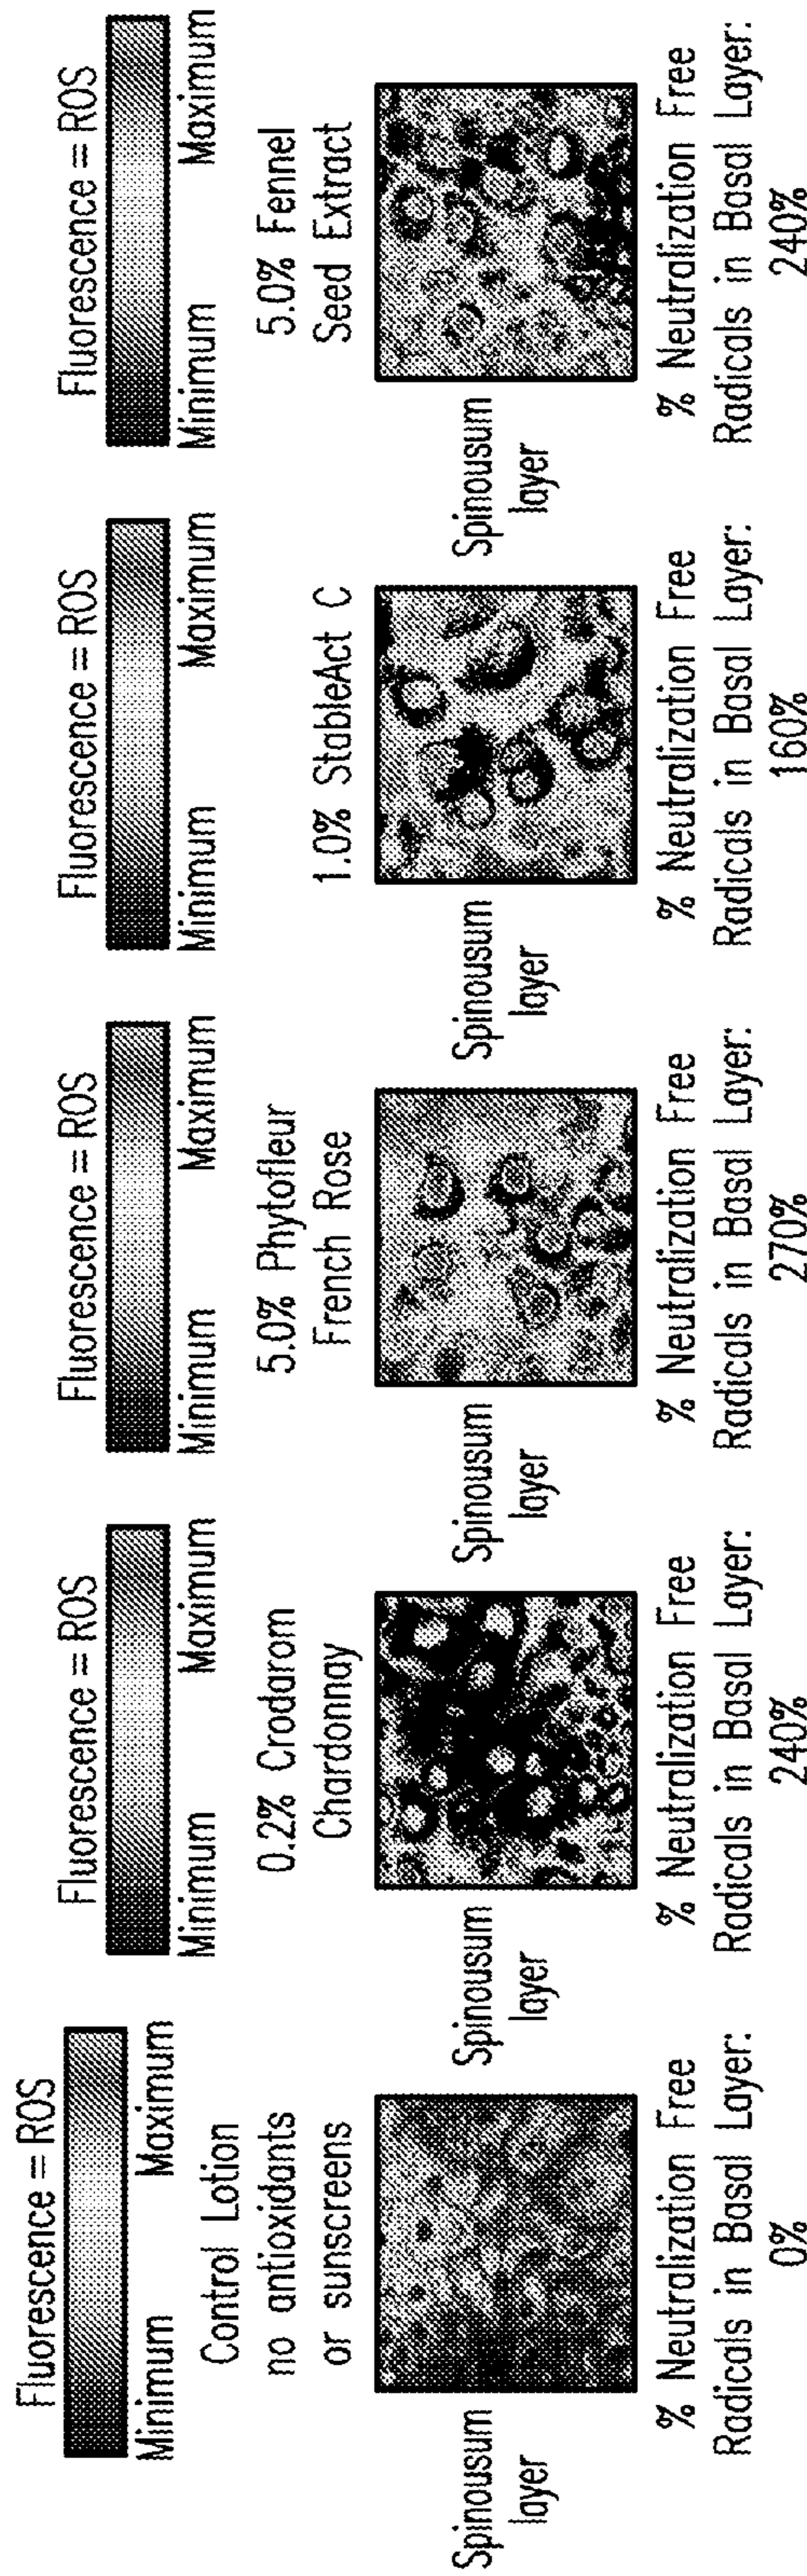 Fluorescence = ROS
Minimum
Maximum
Control Lotion
no antioxidants
or sunscreens
Spinousum
layer
% Neutralization Free
Radicals in Basal Layer:
0%
Fluorescence = ROS
Minimum
Maximum
0.2% Crodarom
Chardonnay
Spinousum
layer
% Neutralization Free
Radicals in Basal Layer:
240%
Fluorescence = ROS
Minimum
Maximum
5.0% Phytofleur
French Rose
Spinousum
layer
% Neutralization Free
Radicals in Basal Layer:
270%
Fluorescence = ROS
Minimum
Maximum
1.0% StableAct C
Spinousum
layer
% Neutralization Free
Radicals in Basal Layer:
160%
Fluorescence = ROS
Minimum
Maximum
5.0% Fennel
Seed Extract
Spinousum
layer
% Neutralization Free
Radicals in Basal Layer:
240%